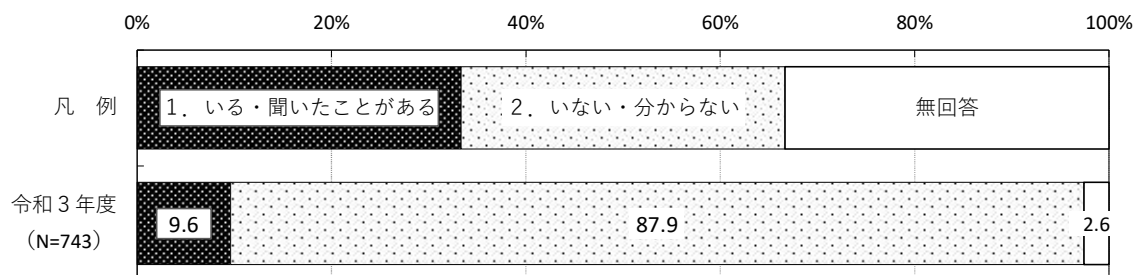 0% 20% 40% 60% 80% 100%
凡　例 1．いる・聞いたことがある 2．いない・分からない 無回答
令和３年度
（N=743）
9.6 87.9 2.6